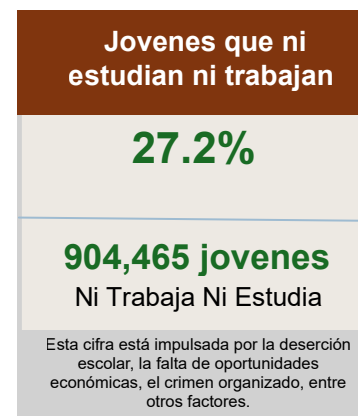 Jovenes que ni
estudian ni trabajan
27.2%
904,465 jovenes
Ni Trabaja Ni Estudia
Esta cifra está impulsada por la deserción
escolar, la falta de oportunidades
económicas, el crimen organizado, entre
otros factores.